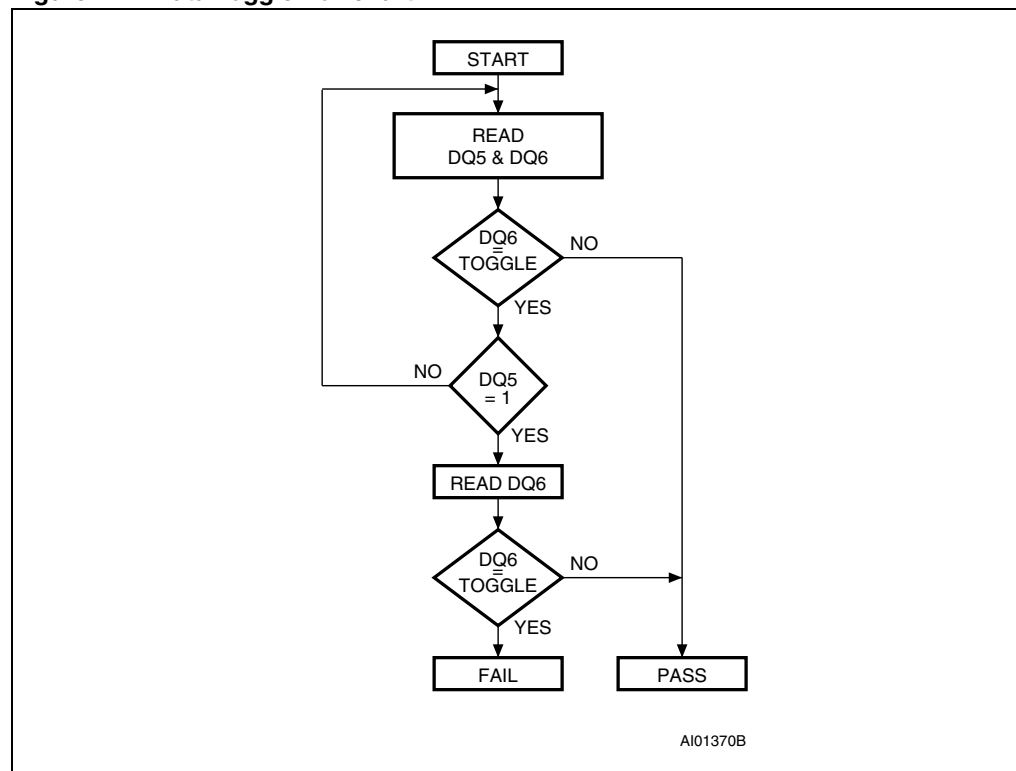 START
READ
DQ5 & DQ6
DQ6
=
TOGGLE
NO
YES
NO
DQ5
= 1
YES
READ DQ6
DQ6
=
TOGGLE
NO
YES
FAIL
PASS
AI01370B